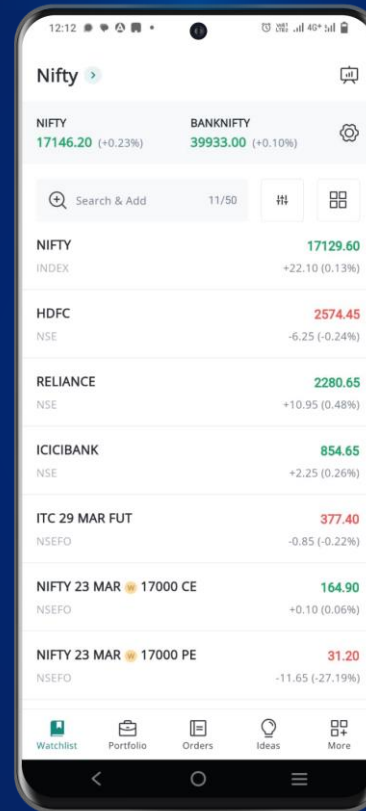 12:12
Vo)) 4G+
LTE2
Nifty
NIFTY BANKNIFTY
17146.20 (+0.23%) 39933.00 (+0.10%)
Search & Add 11/50
NIFTY 17129.60
INDEX +22.10 (0.13%)
HDFC 2574.45
NSE -6.25 (-0.24%)
RELIANCE 2280.65
NSE +10.95 (0.48%)
ICICIBANK 854.65
NSE +2.25 (0.26%)
ITC 29 MAR FUT 377.40
NSEFO -0.85 (-0.22%)
NIFTY 23 MAR W 17000 CE 164.90
NSEFO +0.10 (0.06%)
NIFTY 23 MAR W 17000 PE 31.20
NSEFO -11.65 (-27.19%)
Watchlist Portfolio Orders Ideas More